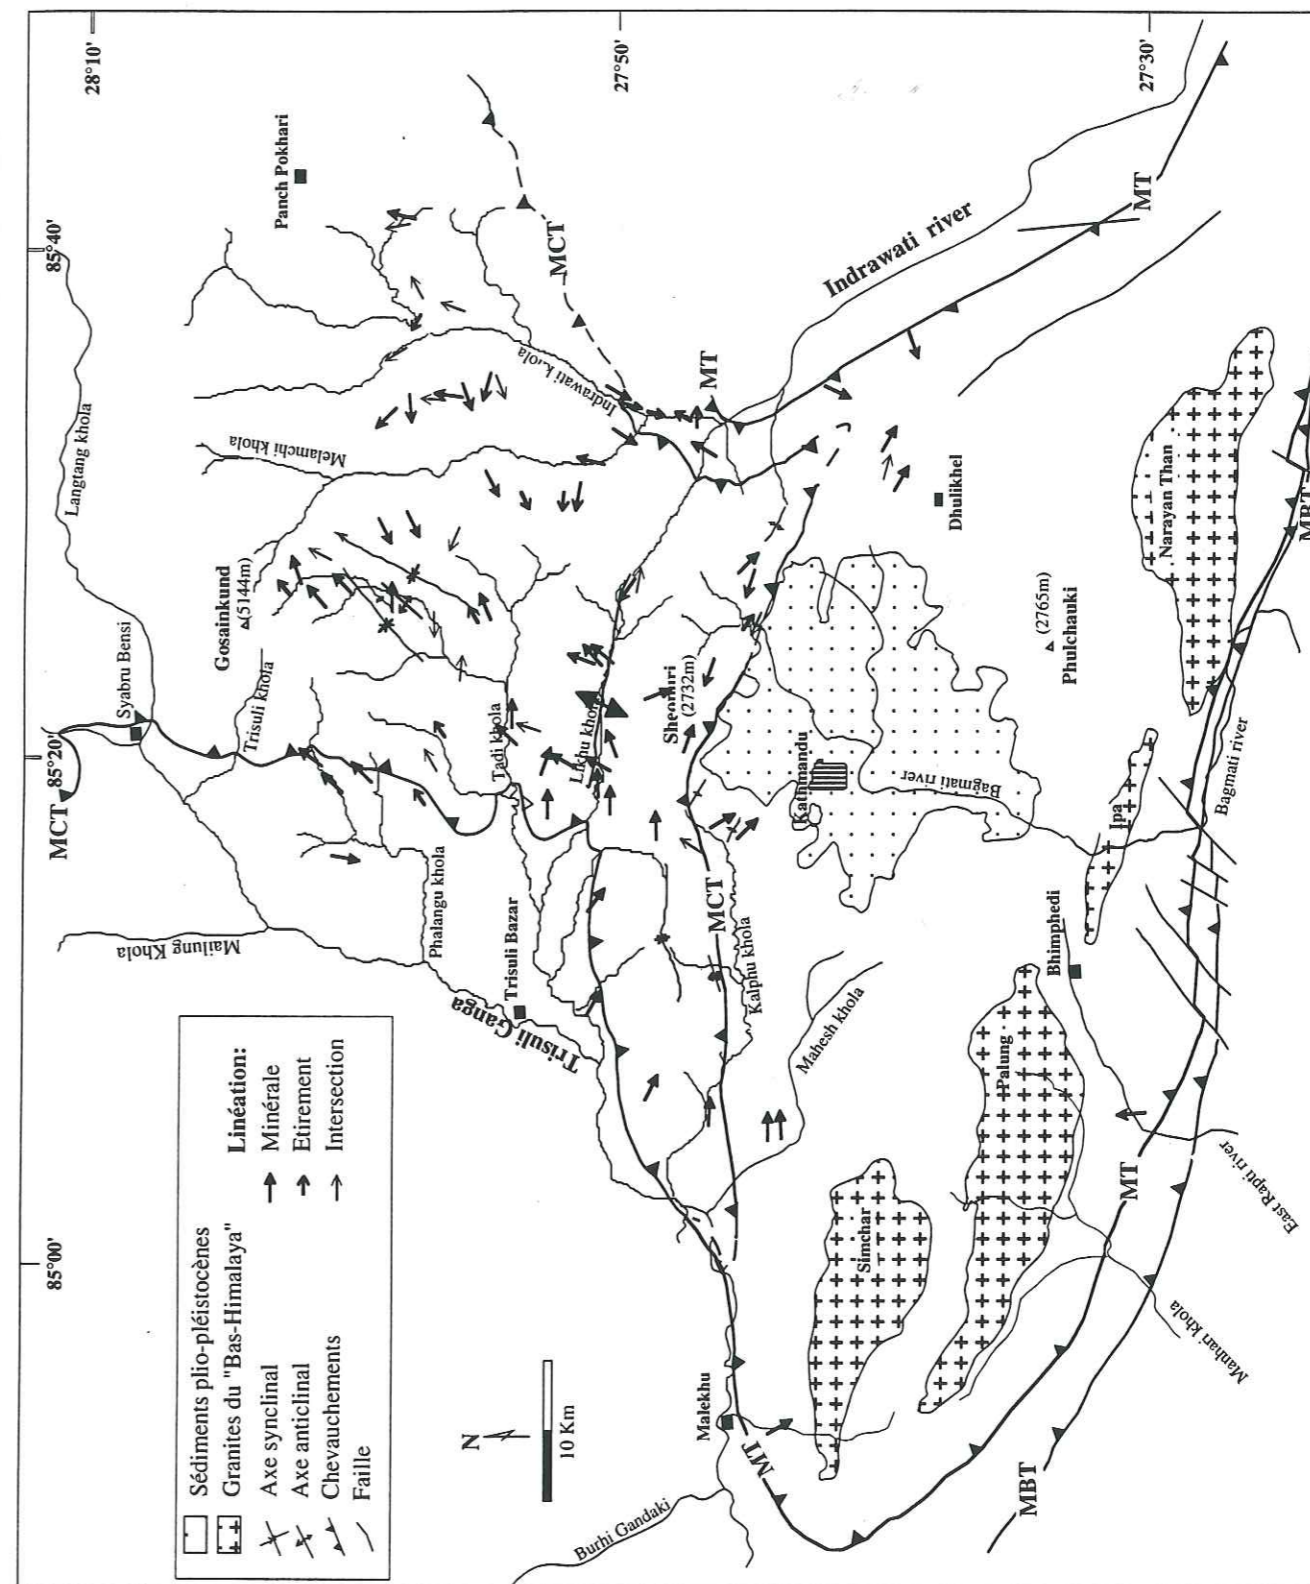 28°10'
27°50'
27°30'
85°40'
85°20'
85°00'
Panch Pokhari
MCT
Indrawati river
MT
Langtang khola
Melamchi khola
Indrawati
MT
Gosainkund
(5144m)
Syabru Bensi
Trisuli khola
MCT
Dhulikhel
Narayan Than
MBT
(2765m)
Phulchauki
Tadi khola
Likhu khola
(2732m)
Kathmandu
Bagmati river
Ipa
Bagmati river
Mailung Khola
Phalangu khola
Trisuli Bazar
Trisuli Ganga
MCT
Kalphu khola
Mahesh khola
Bhimphedi
Palung
Simchar
MT
East Rapti river
Manhari khola
Malekhu
MT
MBT
Burhi Gandaki
N
10 Km
Sédiments plio-pléistocènes
Granites du "Bas-Himalaya"
Axe synclinal
Axe anticlinal
Chevauchements
Faille
Linéation:
Minérale
Etirement
Intersection